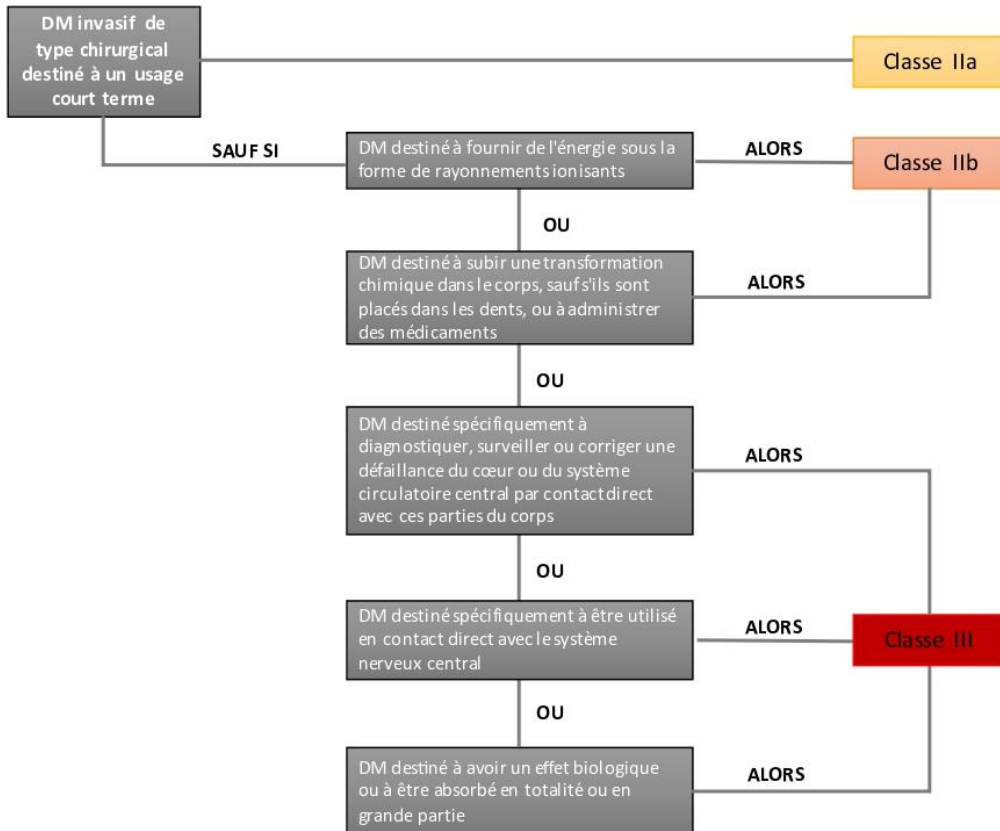 DM invasif de
type chirurgical
destiné à un usage
court terme
Classe IIa
SAUF SI
DM destiné à fournir de l'énergie sous la
forme de rayonnements ionisants
ALORS
Classe IIb
OU
DM destiné à subir une transformation
chimique dans le corps, sauf s'ils sont
placés dans les dents, ou à administrer
des médicaments
ALORS
OU
DM destiné spécifiquement à
diagnostiquer, surveiller ou corriger une
défaillance du cœur ou du système
circulatoire central par contact direct
avec ces parties du corps
ALORS
OU
DM destiné spécifiquement à être utilisé
en contact direct avec le système
nerveux central
ALORS
Classe III
OU
DM destiné à avoir un effet biologique
ou à être absorbé en totalité ou en
grande partie
ALORS